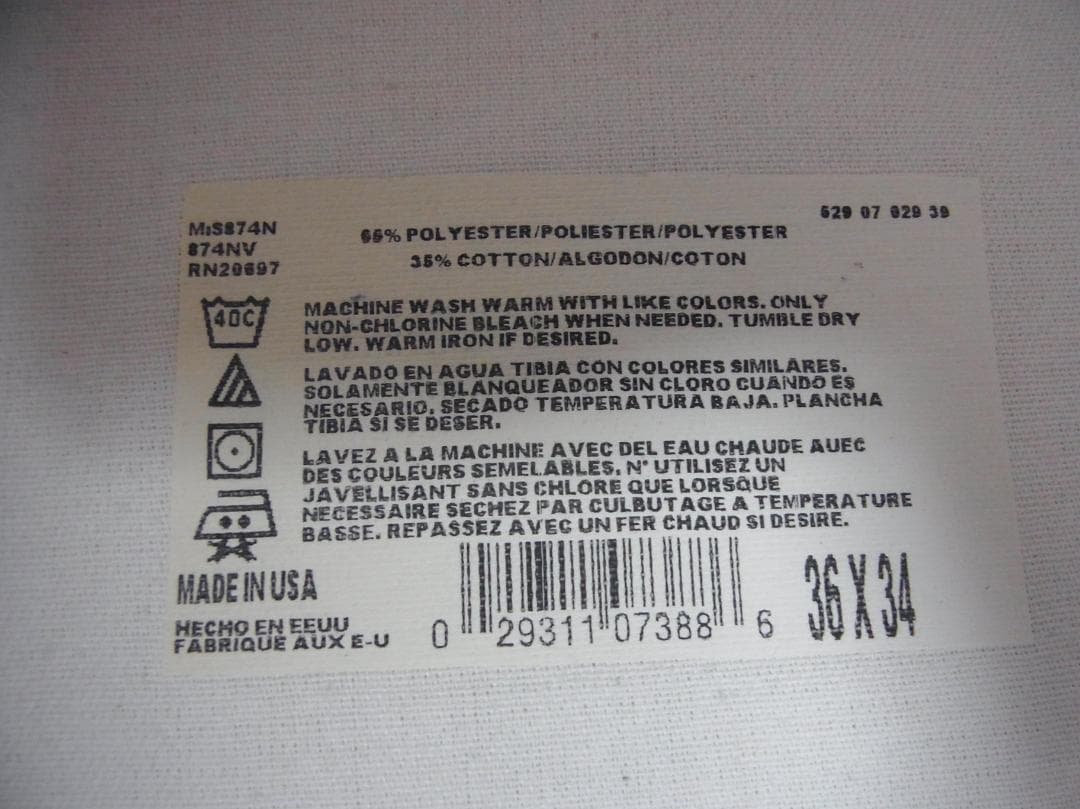 MIS874N
874NV
RN20697
629 07 029 39
65% POLYESTER/POLIESTER/POLYESTER
35% COTTON/ALGODON/COTON
40C
MACHINE WASH WARM WITH LIKE COLORS. ONLY
NON-CHLORINE BLEACH WHEN NEEDED. TUMBLE DRY
LOW. WARM IRON IF DESIRED.
LAVADO EN AGUA TIBIA CON COLORES SIMILARES.
SOLAMENTE BLANQUEADOR SIN CLORO CUANDO ES
NECESARIO. SECADO TEMPERATURA BAJA. PLANCHA
TIBIA SI SE DESER.
LAVEZ A LA MACHINE AVEC DEL EAU CHAUDE AUEC
DES COULEURS SEMELABLES. N' UTILISEZ UN
JAVELLISANT SANS CHLORE QUE LORSQUE
NECESSAIRE SECHEZ PAR CULBUTAGE A TEMPERATURE
BASSE. REPASSEZ AVEC UN FER CHAUD SI DESIRE.
MADE IN USA
HECHO EN EEUU
FABRIQUE AUX E-U
0 29311 07388 6
36 X 34